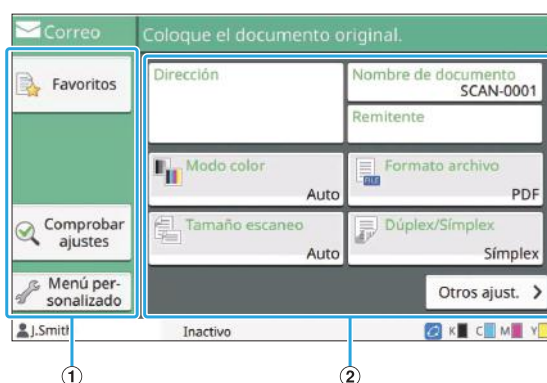 Correo
Coloque el documento original.
Favoritos
Comprobar
ajustes
Menú per-
sonalizado
Dirección
Nombre de documento
SCAN-0001
Remitente
Modo color
Auto
Formato archivo
PDF
Tamaño escaneo
Auto
Dúplex/Símplex
Símplex
Otros ajust.
J.Smith
Inactivo
K C M Y
1
2